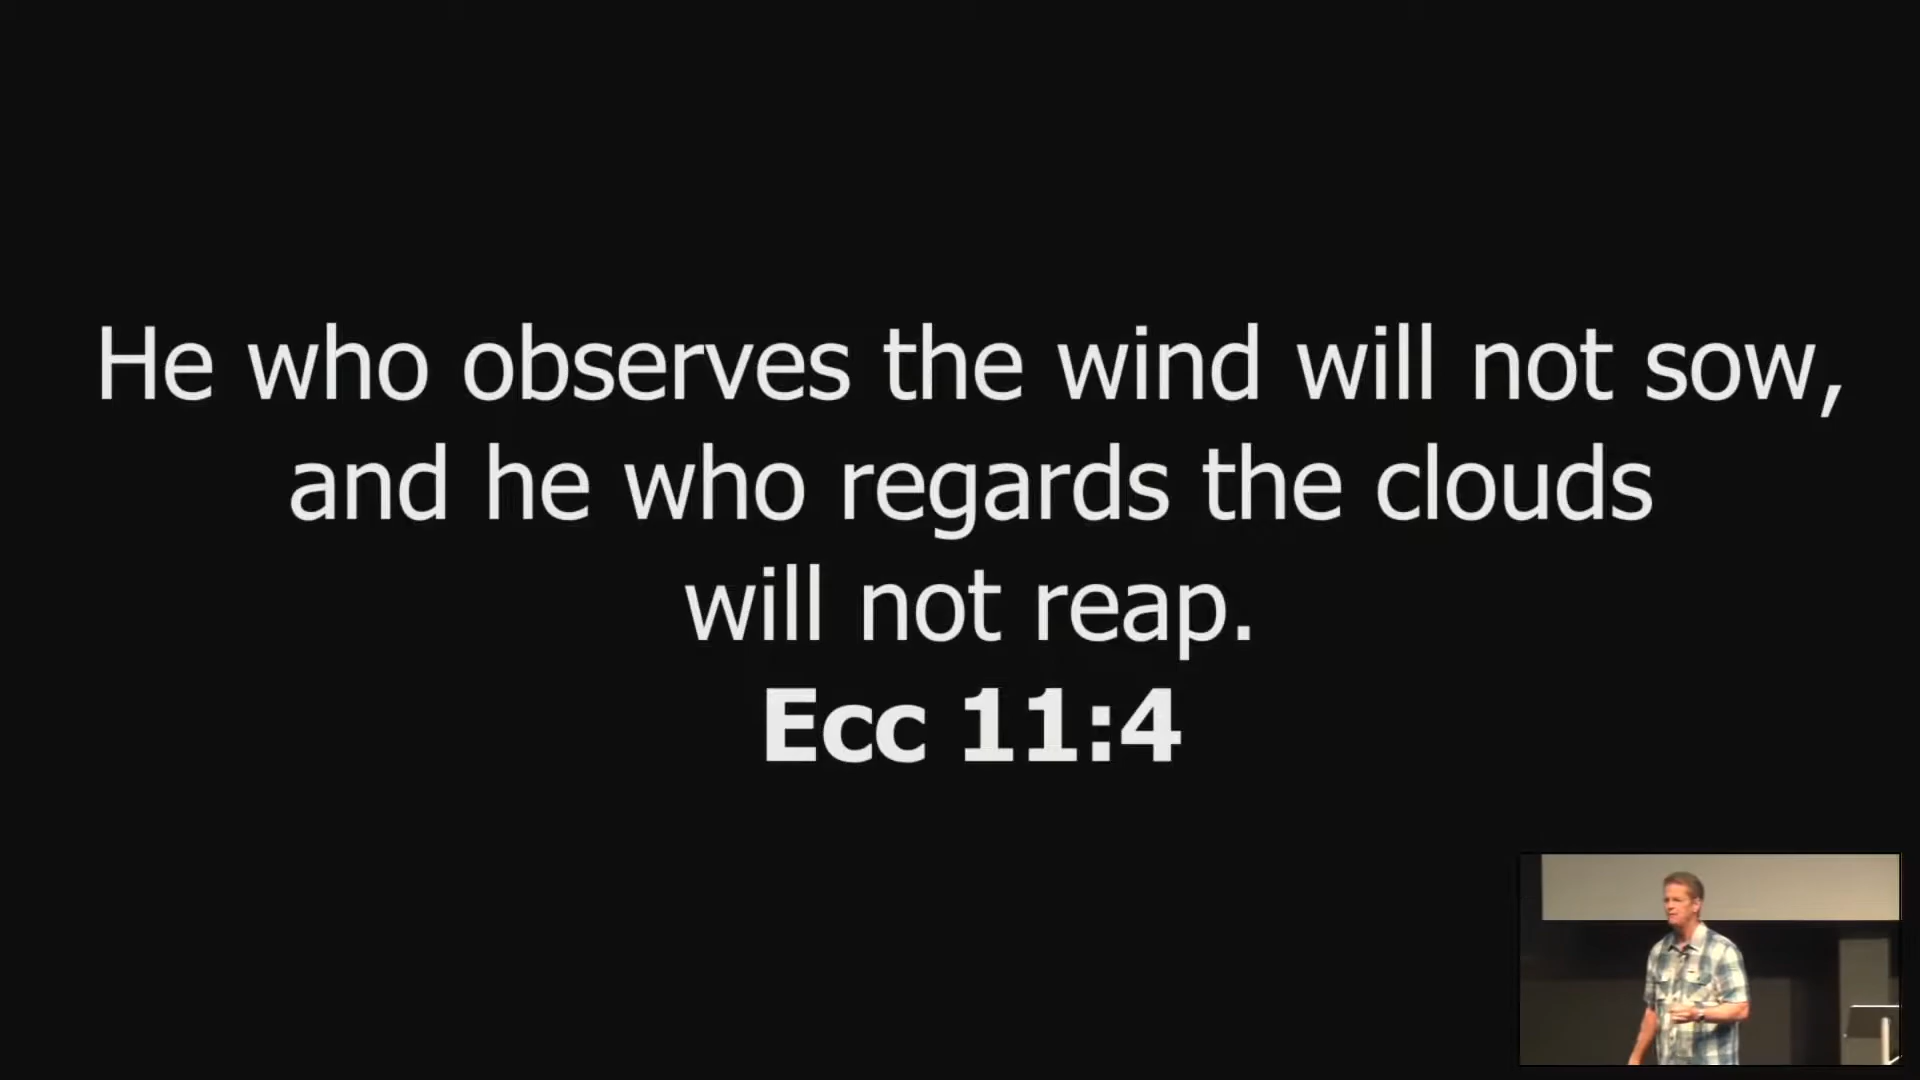 He who observes the wind will not sow,
and he who regards the clouds
will not reap.
Ecc 11:4